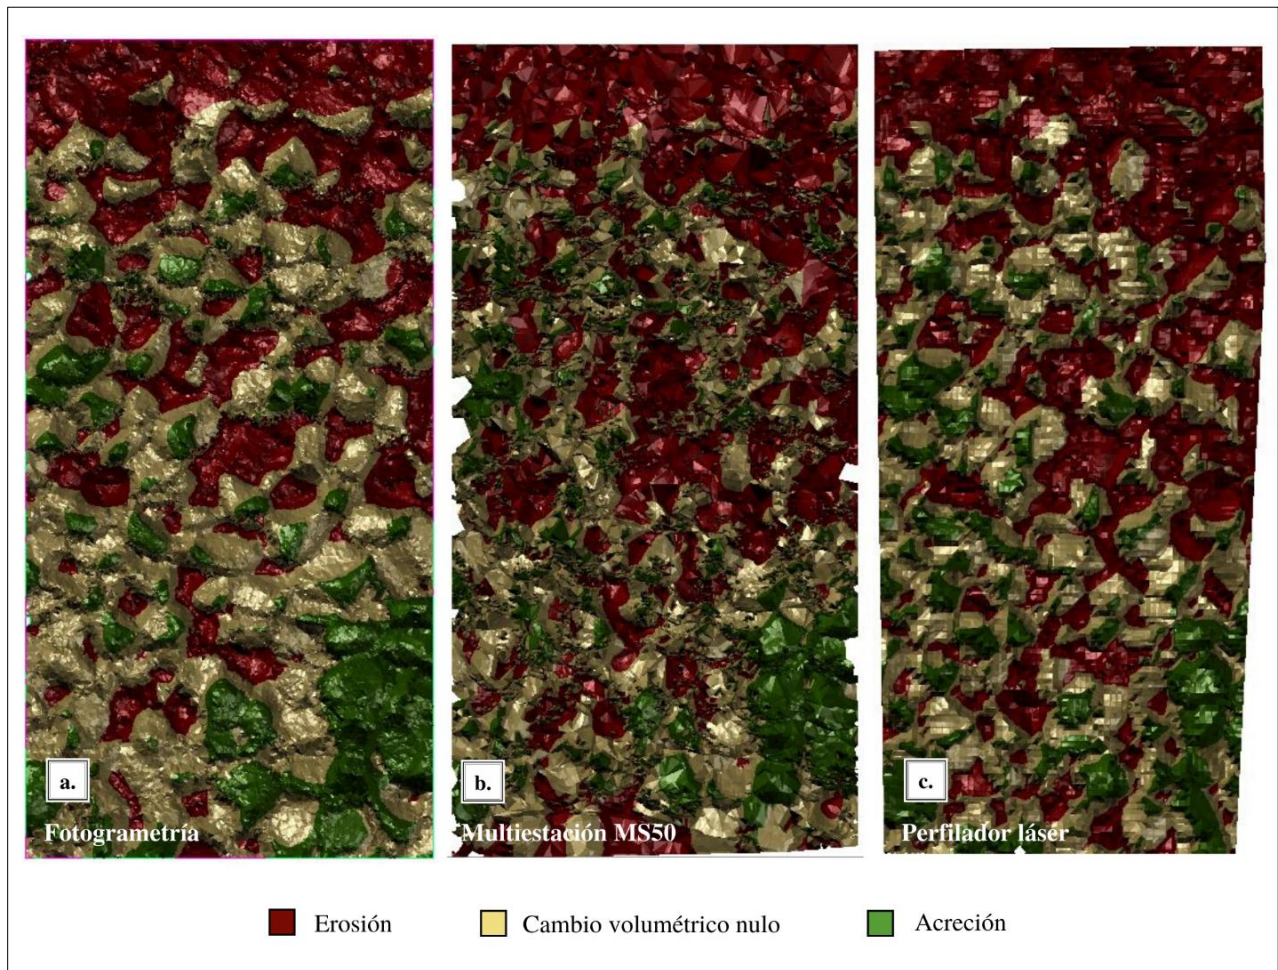 a.
Fotogrametría
b.
Multiestación MS50
c.
Perfilador láser
Erosión
Cambio volumétrico nulo
Acreción